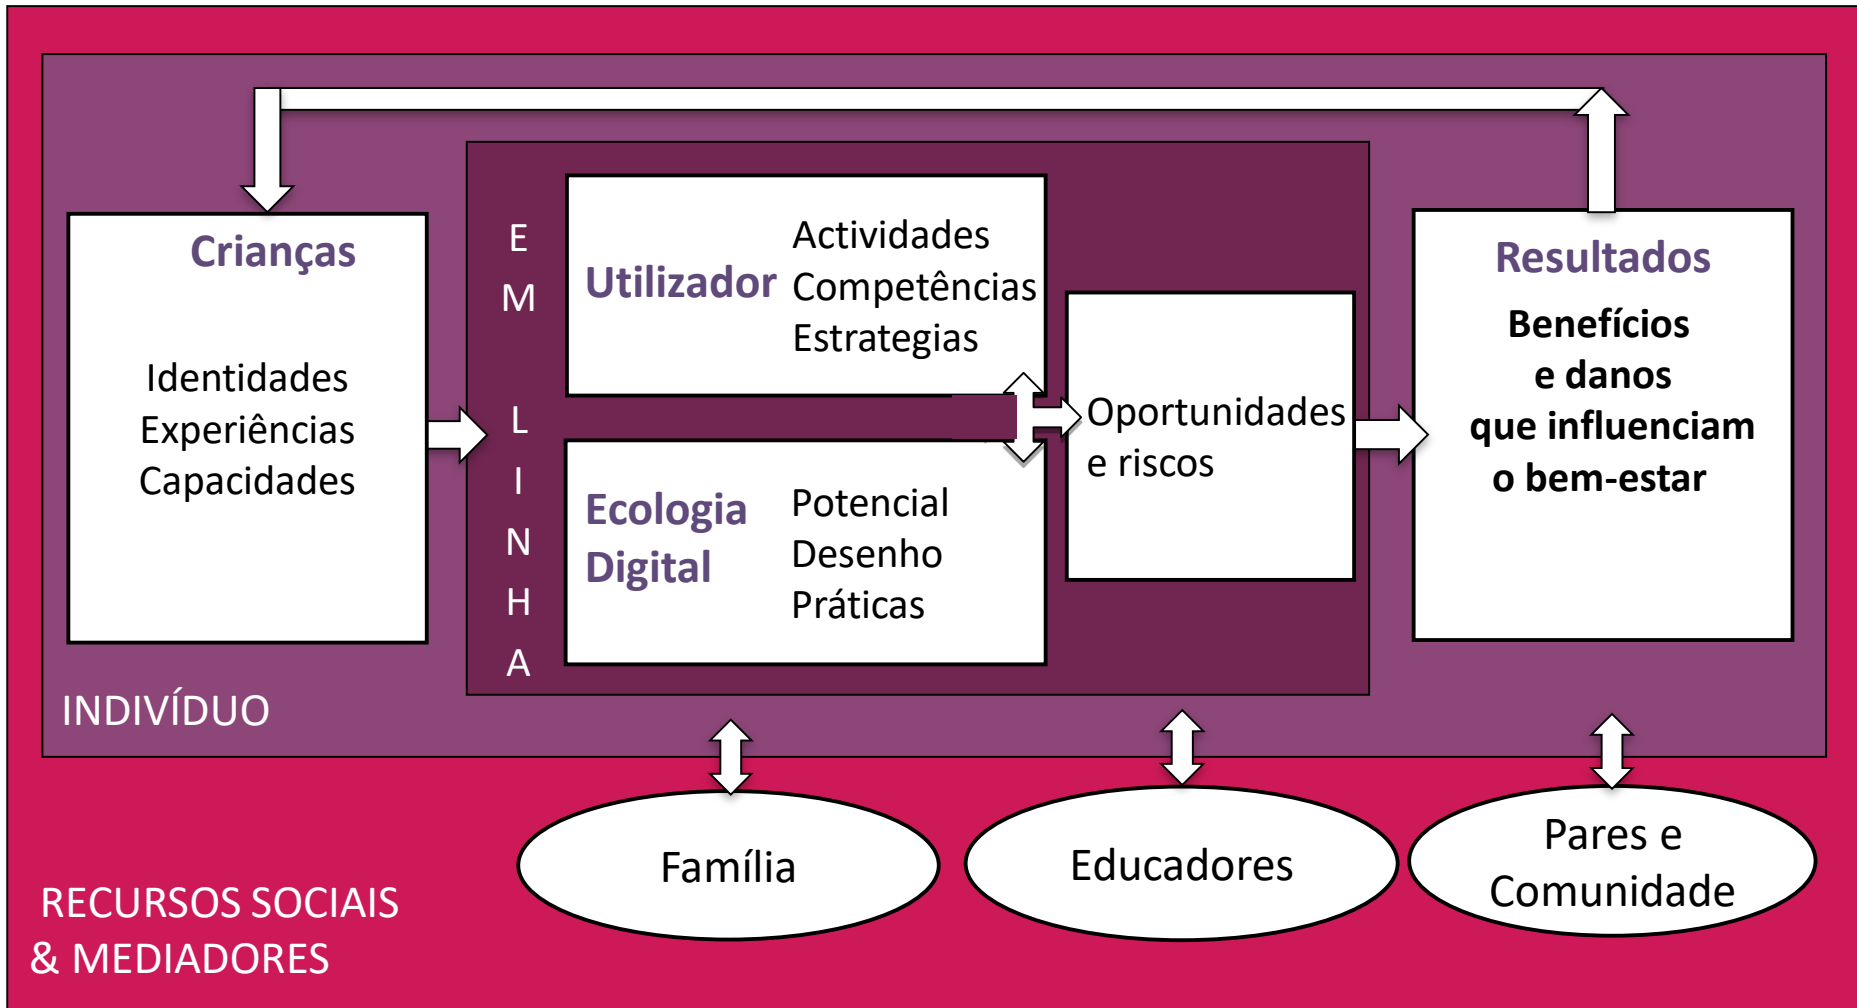 Crianças
Identidades
Experiências
Capacidades
E
M
L
I
N
H
A
Utilizador
Actividades
Competências
Estrategias
Ecologia
Digital
Potencial
Desenho
Práticas
Oportunidades
e riscos
Resultados
Benefícios
e danos
que influenciam
o bem-estar
INDIVÍDUO
Família
Educadores
Pares e
Comunidade
RECURSOS SOCIAIS
& MEDIADORES